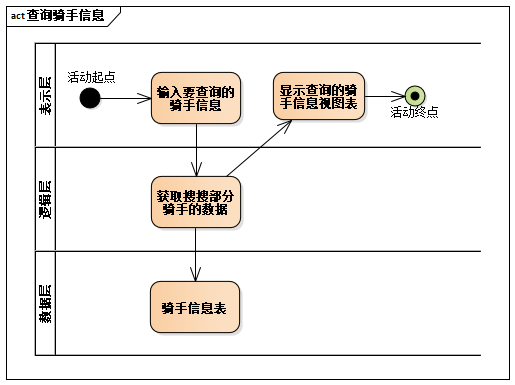 act 查询骑手信息
表示层
活动起点
输入要查询的
骑手信息
显示查询的骑
手信息视图表
活动终点
逻辑层
获取搜搜部分
骑手的数据
数据层
骑手信息表